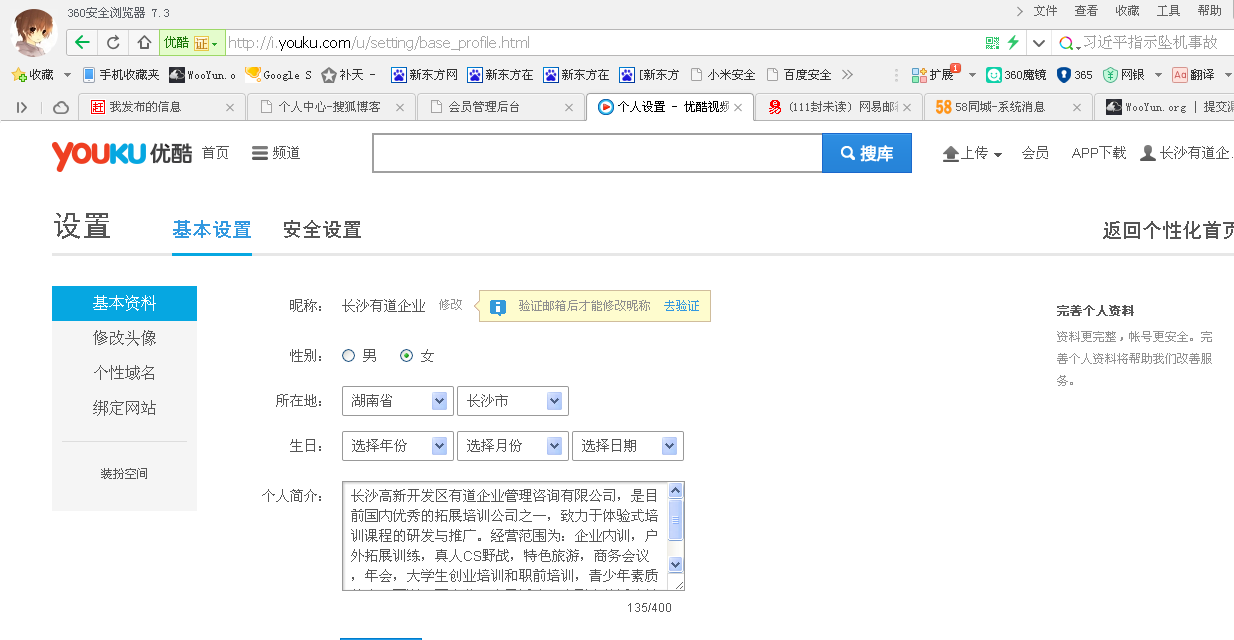 360安全浏览器 7.3
文件 查看 收藏 工具 帮助
优酷 证 http://i.youku.com/u/setting/base_profile.html 习近平指示坠机事故
收藏 手机收藏夹 WooYun.o Google S 补天 - 新东方网 新东方在 新东方在 [新东方 小米安全 百度安全 扩展 1 360魔镜 365 网银 Aa 翻译
我发布的信息 个人中心-搜狐博客 会员管理后台 个人设置 - 优酷视频 (111封未读) 网易邮 58 58同城-系统消息 WooYun.org | 提交
YOUKU 优酷 首页 频道 搜库 上传 会员 APP下载 长沙有道企
设置 基本设置 安全设置 返回个性化首页
基本资料
修改头像
个性域名
绑定网站
装扮空间
昵称: 长沙有道企业 修改 验证邮箱后才能修改昵称 去验证
性别: 男 女
所在地: 湖南省 长沙市
生日: 选择年份 选择月份 选择日期
个人简介: 长沙高新开发区有道企业管理咨询有限公司，是目
前国内优秀的拓展培训公司之一，致力于体验式培
训课程的研发与推广。经营范围为：企业内训，户
外拓展训练，真人CS野战，特色旅游，商务会议
，年会，大学生创业培训和职前培训，青少年素质
135/400
完善个人资料
资料更完整，帐号更安全。完
善个人资料将帮助我们改善服
务。